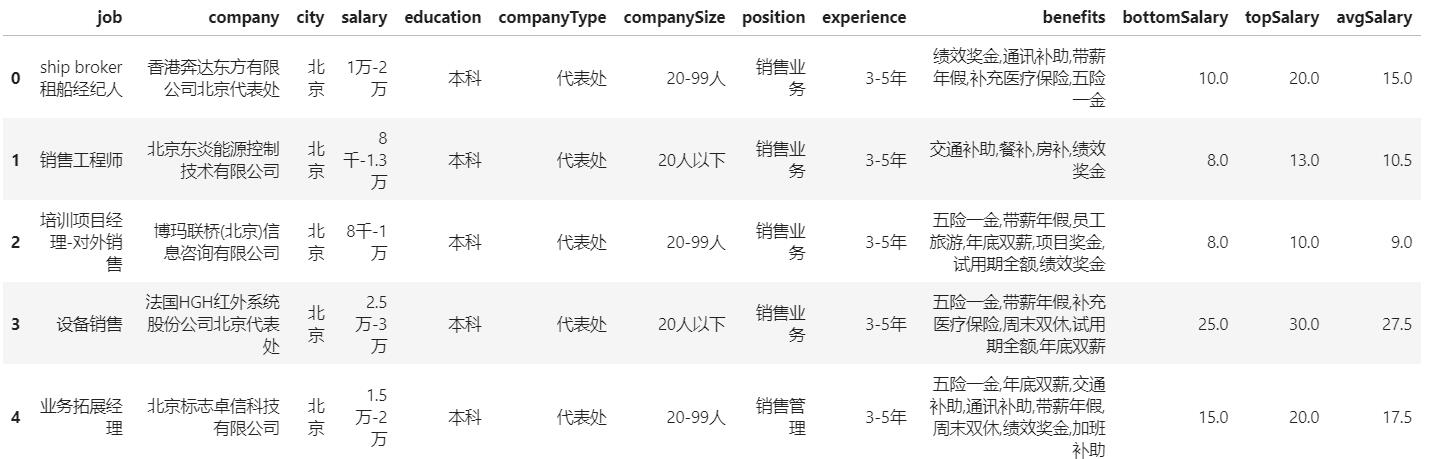 job company city salary education companyType companySize position experience benefits bottomSalary topSalary avgSalary
0 ship broker 租船经纪人 香港奔达东方有限公司北京代表处 北京 1万-2万 本科 代表处 20-99人 销售业务 3-5年 绩效奖金,通讯补助,带薪年假,补充医疗保险,五险一金 10.0 20.0 15.0
1 销售工程师 北京东炎能源控制技术有限公司 北京 8千-1.3万 本科 代表处 20人以下 销售业务 3-5年 交通补助,餐补,房补,绩效奖金 8.0 13.0 10.5
2 培训项目经理-对外销售 博玛联桥(北京)信息咨询有限公司 北京 8千-1万 本科 代表处 20-99人 销售业务 3-5年 五险一金,带薪年假,员工旅游,年底双薪,项目奖金,试用期全额,绩效奖金 8.0 10.0 9.0
3 设备销售 法国HGH红外系统股份公司北京代表处 北京 2.5万-3万 本科 代表处 20人以下 销售业务 3-5年 五险一金,带薪年假,补充医疗保险,周末双休,试用期全额,年底双薪 25.0 30.0 27.5
4 业务拓展经理 北京标志卓信科技有限公司 北京 1.5万-2万 本科 代表处 20-99人 销售管理 3-5年 五险一金,年底双薪,交通补助,通讯补助,带薪年假,周末双休,绩效奖金,加班补助 15.0 20.0 17.5